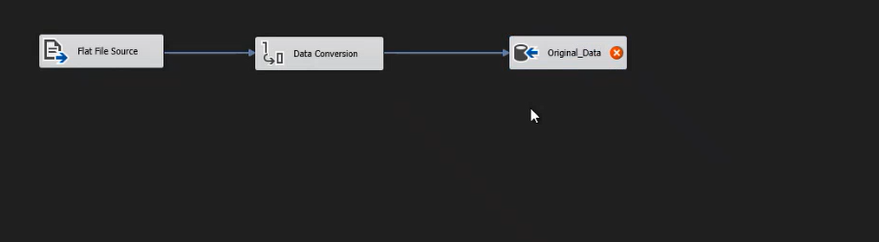 Flat File Source
Data Conversion
Original_Data